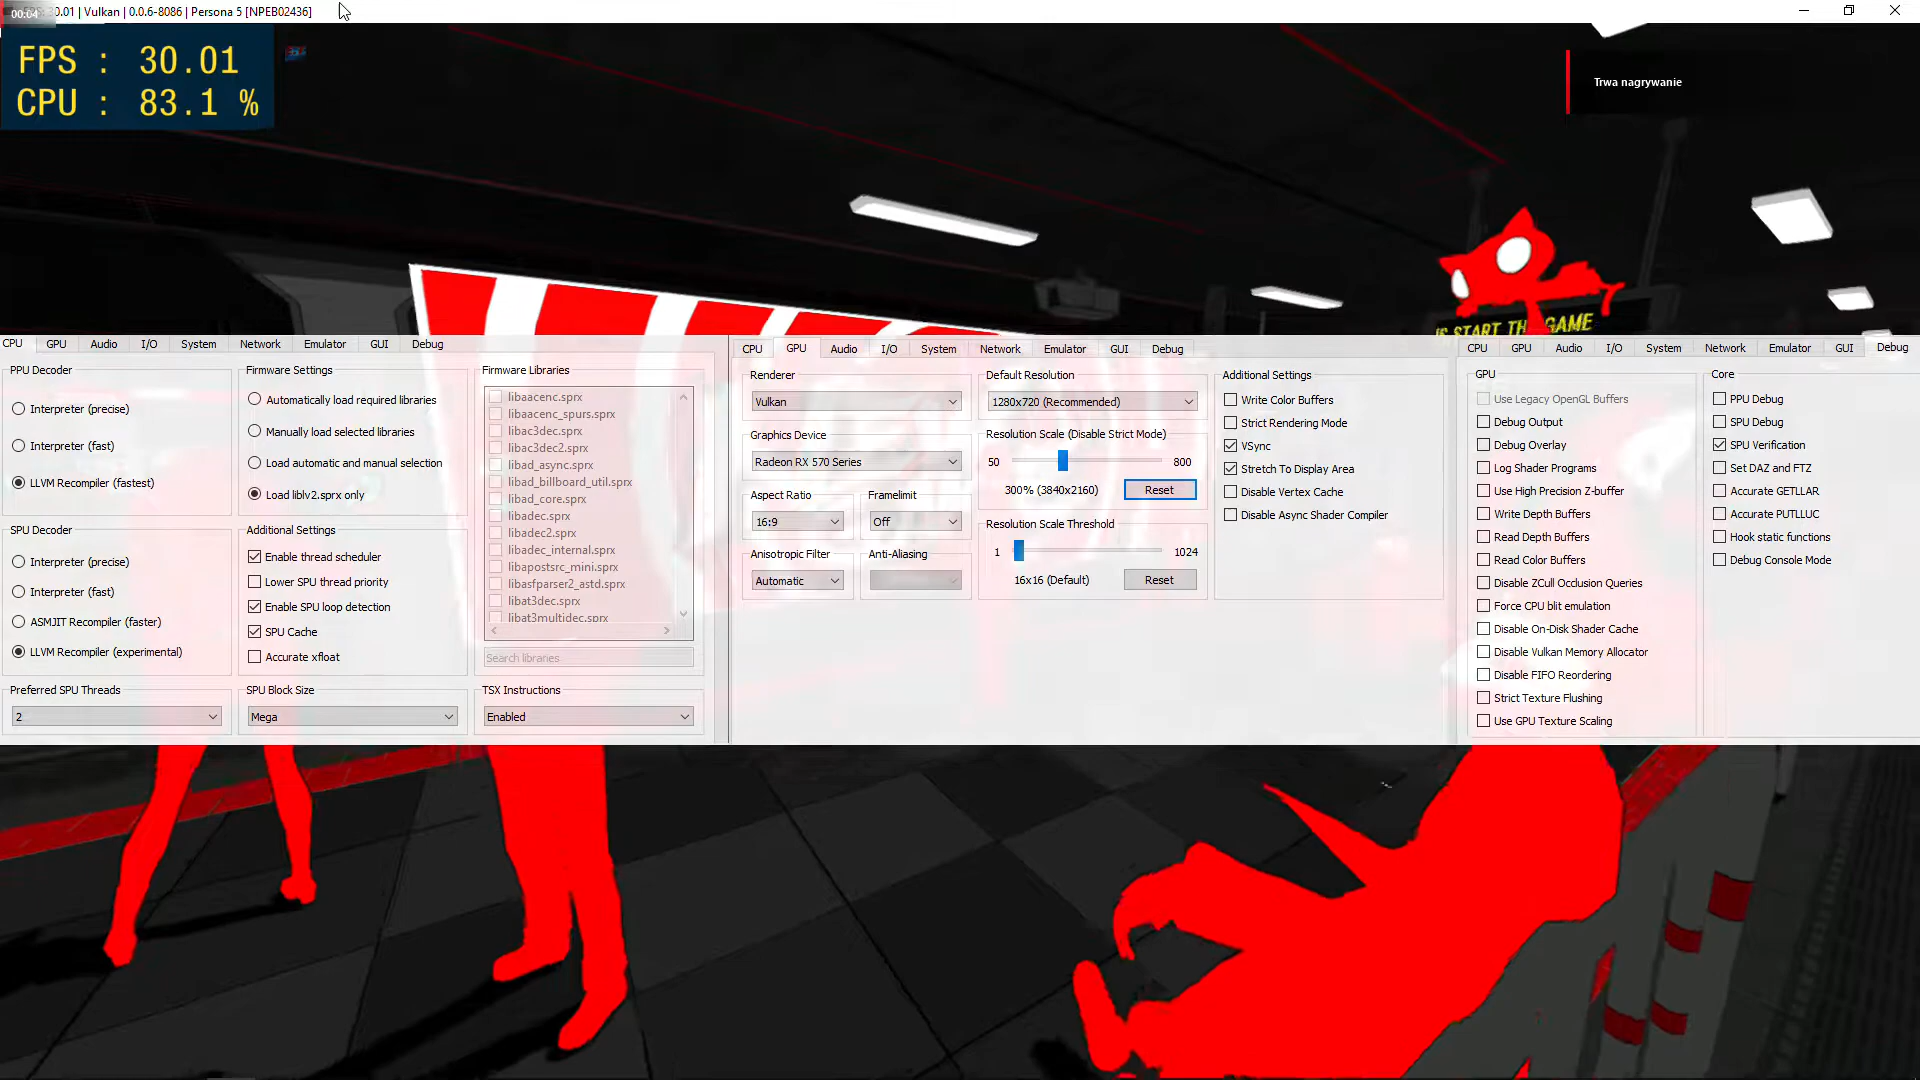 00:04
30.01 | Vulkan | 0.0.6-8086 | Persona 5 [NPEB02436]
FPS : 30.01
CPU : 83.1 %
Trwa nagrywanie
START THE GAME
CPU GPU Audio I/O System Network Emulator GUI Debug
PPU Decoder
Interpreter (precise)
Interpreter (fast)
LLVM Recompiler (fastest)
SPU Decoder
Interpreter (precise)
Interpreter (fast)
ASMJIT Recompiler (faster)
LLVM Recompiler (experimental)
Preferred SPU Threads
2
Firmware Settings
Automatically load required libraries
Manually load selected libraries
Load automatic and manual selection
Load liblv2.sprx only
Additional Settings
Enable thread scheduler
Lower SPU thread priority
Enable SPU loop detection
SPU Cache
Accurate xfloat
SPU Block Size
Mega
Firmware Libraries
libaacenc.sprx
libaacenc_spurs.sprx
libac3dec.sprx
libac3dec2.sprx
libad_async.sprx
libad_billboard_util.sprx
libad_core.sprx
libadec.sprx
libadec2.sprx
libadec_internal.sprx
libapostsrc_mini.sprx
libasfparser2_astd.sprx
libat3dec.sprx
libat3multidec.sprx
Search libraries
TSX Instructions
Enabled
CPU GPU Audio I/O System Network Emulator GUI Debug
Renderer
Vulkan
Graphics Device
Radeon RX 570 Series
Aspect Ratio
16:9
Framelimit
Off
Anisotropic Filter
Automatic
Anti-Aliasing
Default Resolution
1280x720 (Recommended)
Resolution Scale (Disable Strict Mode)
50 800
300% (3840x2160) Reset
Resolution Scale Threshold
1 1024
16x16 (Default) Reset
Additional Settings
Write Color Buffers
Strict Rendering Mode
VSync
Stretch To Display Area
Disable Vertex Cache
Disable Async Shader Compiler
CPU GPU Audio I/O System Network Emulator GUI Debug
GPU
Use Legacy OpenGL Buffers
Debug Output
Debug Overlay
Log Shader Programs
Use High Precision Z-buffer
Write Depth Buffers
Read Depth Buffers
Read Color Buffers
Disable ZCull Occlusion Queries
Force CPU blit emulation
Disable On-Disk Shader Cache
Disable Vulkan Memory Allocator
Disable FIFO Reordering
Strict Texture Flushing
Use GPU Texture Scaling
Core
PPU Debug
SPU Debug
SPU Verification
Set DAZ and FTZ
Accurate GETLLAR
Accurate PUTLLUC
Hook static functions
Debug Console Mode